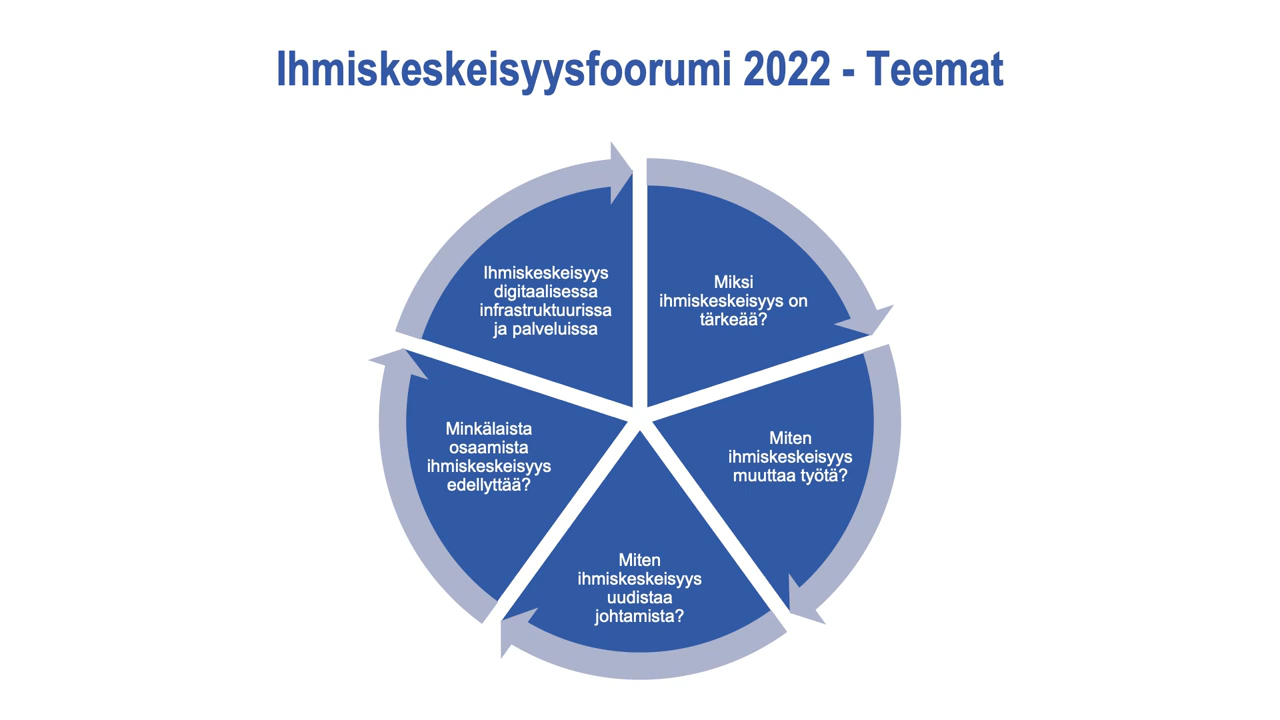 Ihmiskeskeisyysfoorumi 2022 - Teemat
Miksi
ihmiskeskeisyys on
tärkeää?
Miten
ihmiskeskeisyys
muuttaa työtä?
Miten
ihmiskeskeisyys
uudistaa
johtamista?
Minkälaista
osaamista
ihmiskeskeisyys
edellyttää?
Ihmiskeskeisyys
digitaalisessa
infrastruktuurissa
ja palveluissa